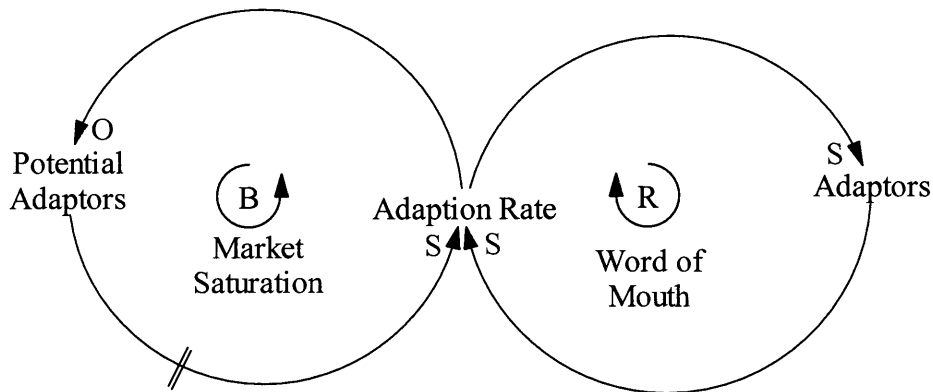 O
Potential
Adaptors
B
Market
Saturation
Adaption Rate
S S
R
Word of
Mouth
S
Adaptors